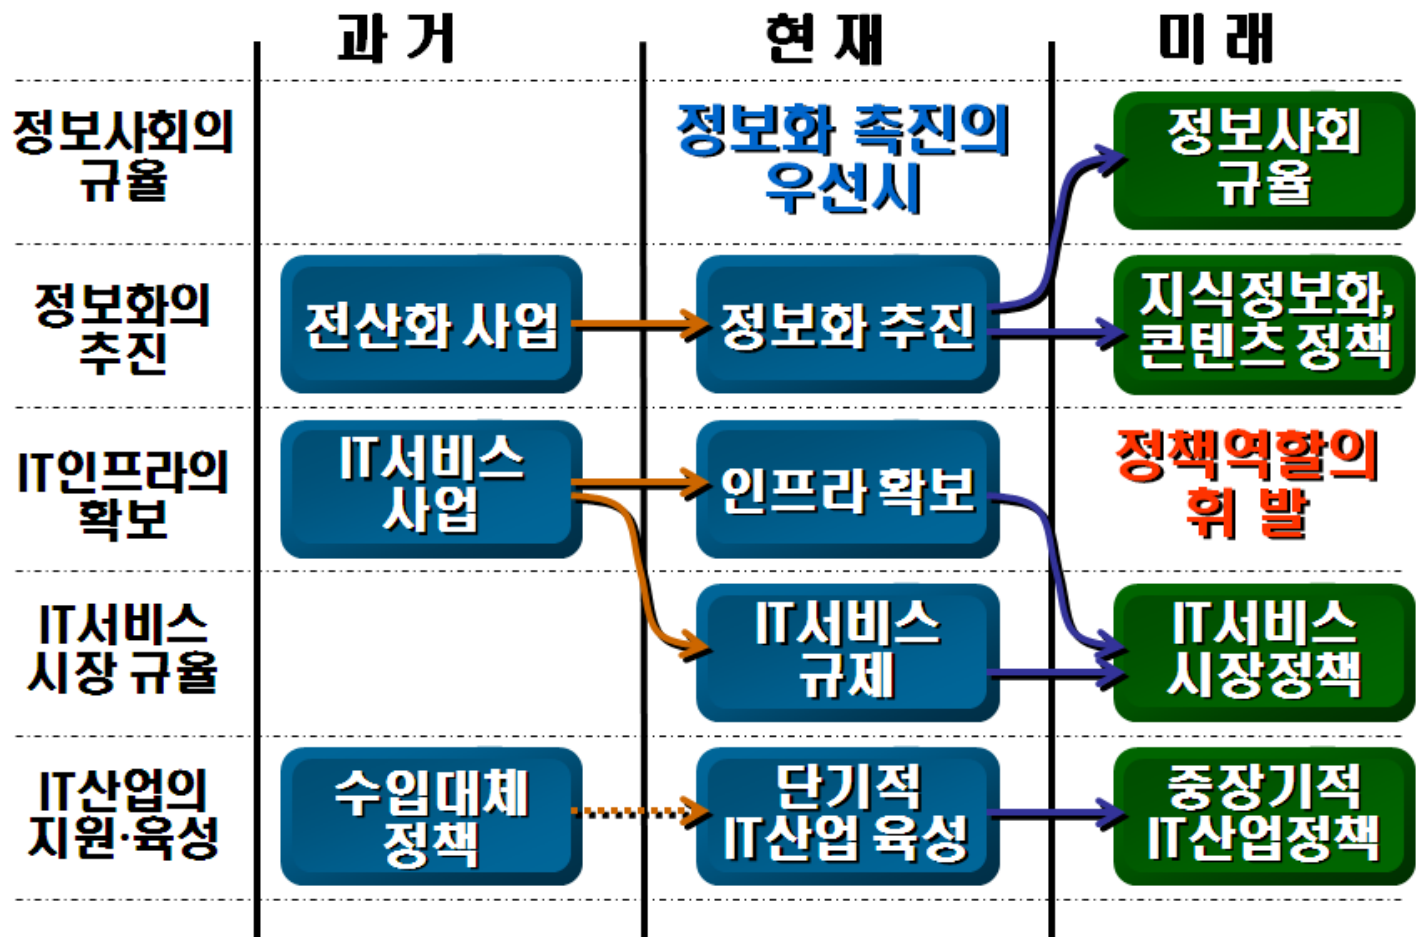 과 거
현 재
미 래
정보사회의
규율
정보화 촉진의
우선시
정보사회
규율
정보화의
추진
전산화 사업
정보화 추진
지식정보화,
콘텐츠 정책
IT인프라의
확보
IT서비스
사업
인프라 확보
정책역할의
휘 발
IT서비스
시장 규율
IT서비스
규제
IT서비스
시장정책
IT산업의
지원·육성
수입대체
정책
단기적
IT산업 육성
중장기적
IT산업정책